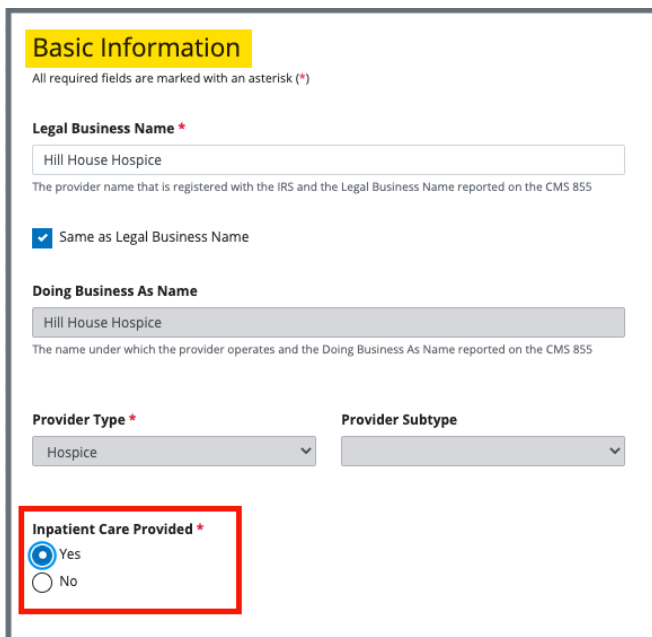 Basic Information
All required fields are marked with an asterisk (*)
Legal Business Name *
Hill House Hospice
The provider name that is registered with the IRS and the Legal Business Name reported on the CMS 855
Same as Legal Business Name
Doing Business As Name
Hill House Hospice
The name under which the provider operates and the Doing Business As Name reported on the CMS 855
Provider Type * Provider Subtype
Hospice
Inpatient Care Provided *
Yes
No